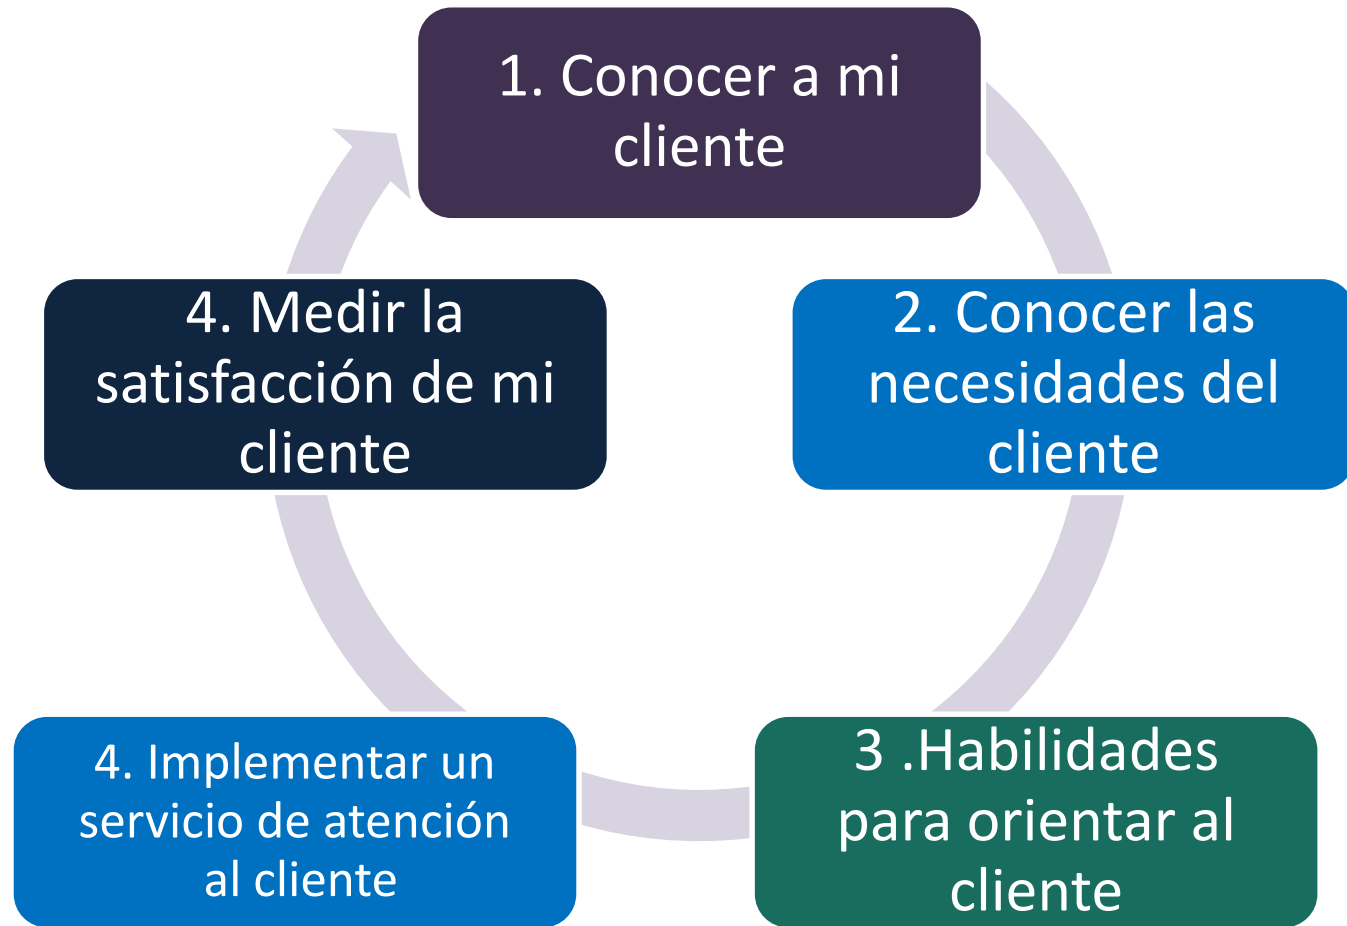 1. Conocer a mi
cliente
2. Conocer las
necesidades del
cliente
3 .Habilidades
para orientar al
cliente
4. Implementar un
servicio de atención
al cliente
4. Medir la
satisfacción de mi
cliente